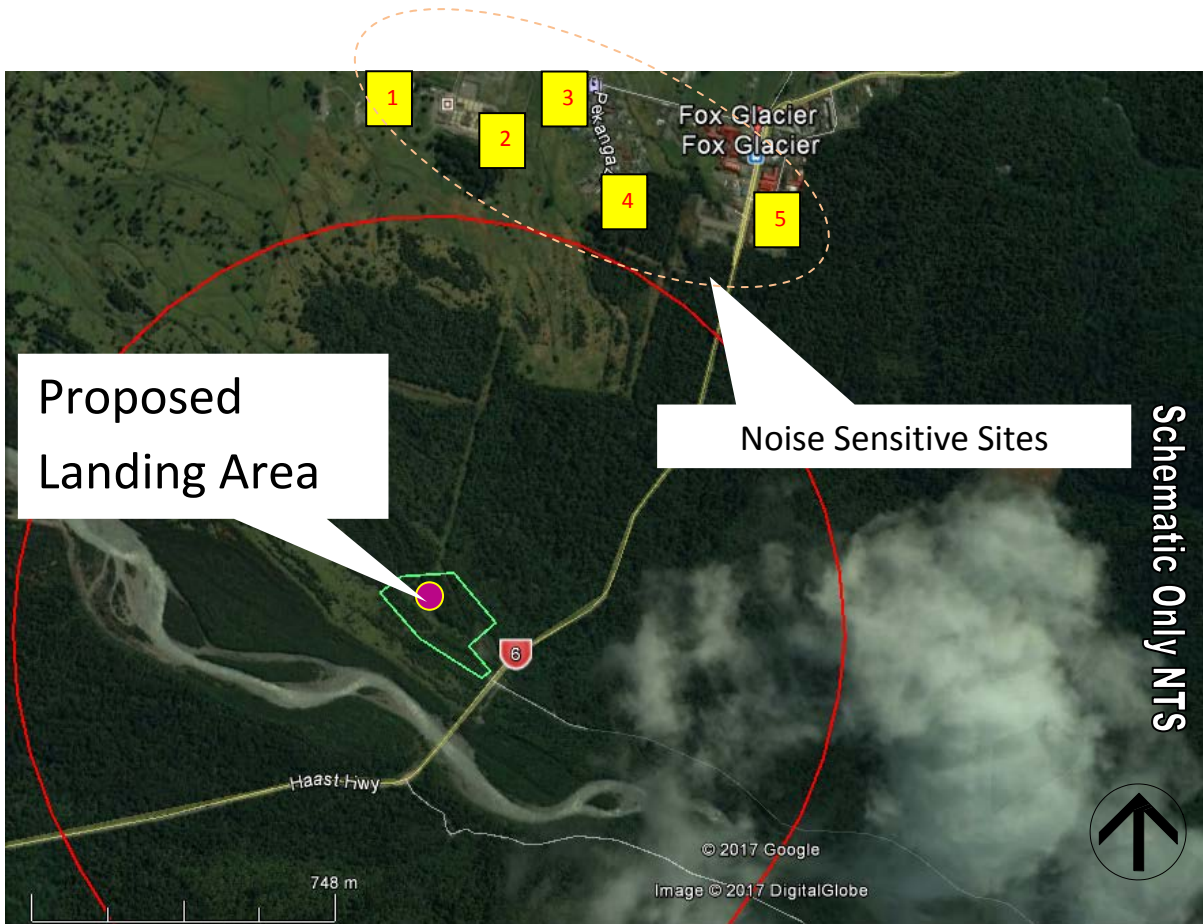 1
3
2
4
5
Pekanga
Fox Glacier
Fox Glacier
Proposed
Landing Area
Noise Sensitive Sites
Schematic Only NTS
6
Haast Hwy
748 m
© 2017 Google
Image © 2017 DigitalGlobe